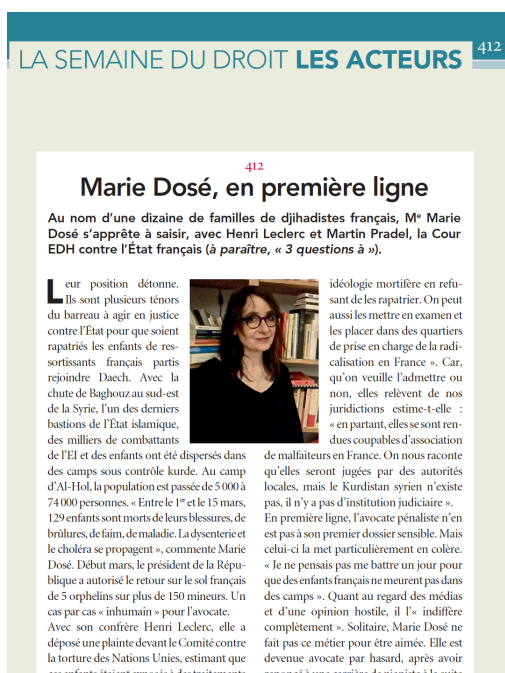 LA SEMAINE DU DROIT LES ACTEURS
412
412
Marie Dosé, en première ligne
Au nom d'une dizaine de familles de djihadistes français, Me Marie
Dosé s'apprête à saisir, avec Henri Leclerc et Martin Pradel, la Cour
EDH contre l'État français (à paraître, « 3 questions à »).
Leur position détonne.
Ils sont plusieurs ténors
du barreau à agir en justice
contre l'État pour que soient
rapatriés les enfants de res-
sortissants français partis
rejoindre Daech. Avec la
chute de Baghouz au sud-est
de la Syrie, l'un des derniers
bastions de l'État islamique,
des milliers de combattants
de l'EI et des enfants ont été dispersés dans
des camps sous contrôle kurde. Au camp
d'Al-Hol, la population est passée de 5 000 à
74 000 personnes. « Entre le 1er et le 15 mars,
129 enfants sont morts de leurs blessures, de
brûlures, de faim, de maladie. La dysenterie et
le choléra se propagent », commente Marie
Dosé. Début mars, le président de la Répu-
blique a autorisé le retour sur le sol français
de 5 orphelins sur plus de 150 mineurs. Un
cas par cas « inhumain » pour l'avocate.
Avec son confrère Henri Leclerc, elle a
déposé une plainte devant le Comité contre
la torture des Nations Unies, estimant que
ces enfants étaient exposés à des traitements
idéologie mortifère en refu-
sant de les rapatrier. On peut
aussi les mettre en examen et
les placer dans des quartiers
de prise en charge de la radi-
calisation en France ». Car,
qu'on veuille l'admettre ou
non, elles relèvent de nos
juridictions estime-t-elle :
« en partant, elles se sont ren-
dues coupables d'association
de malfaiteurs en France. On nous raconte
qu'elles seront jugées par des autorités
locales, mais le Kurdistan syrien n'existe
pas, il n'y a pas d'institution judiciaire ».
En première ligne, l'avocate pénaliste n'en
est pas à son premier dossier sensible. Mais
celui-ci la met particulièrement en colère.
« Je ne pensais pas me battre un jour pour
que des enfants français ne meurent pas dans
des camps ». Quant au regard des médias
et d'une opinion hostile, il l'« indiffère
complètement ». Solitaire, Marie Dosé ne
fait pas ce métier pour être aimée. Elle est
devenue avocate par hasard, après avoir
renoncé à une carrière de pianiste à la suite